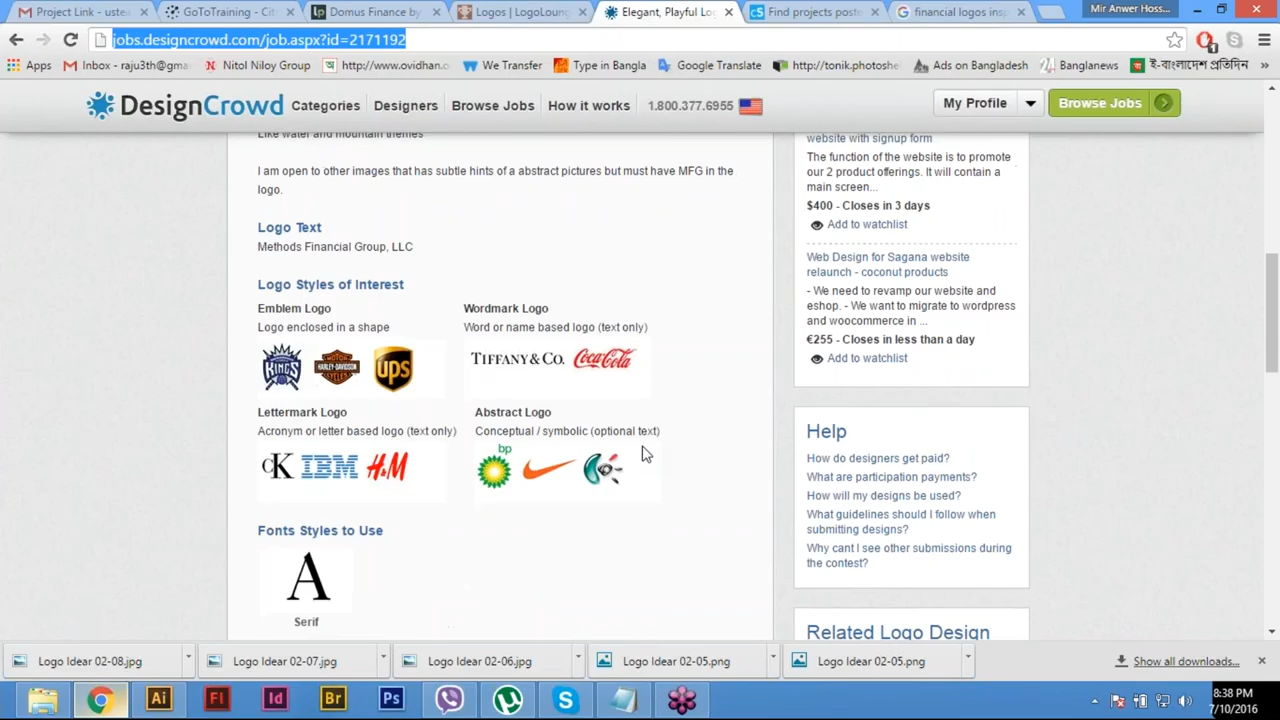 Project Link - ustea
GoToTraining - Cit
Domus Finance by
Logos | LogoLoung
Elegant, Playful Lo
Find projects poste
financial logos insp
Mir Anwer Hoss...
jobs.designcrowd.com/job.aspx?id=2171192
Apps
Inbox - raju3th@gma
Nitol Niloy Group
http://www.ovidhan.
We Transfer
Type in Bangla
Google Translate
http://tonik.photoshe
Ads on Bangladesh
Banglanews
ই-বাংলাদেশ প্রতিদিন
DesignCrowd
Categories
Designers
Browse Jobs
How it works
1.800.377.6955
My Profile
Browse Jobs
Like water and mountain themes
I am open to other images that has subtle hints of a abstract pictures but must have MFG in the
logo.
Logo Text
Methods Financial Group, LLC
Logo Styles of Interest
Emblem Logo
Logo enclosed in a shape
KINGS
MOTOR
HARLEY-DAVIDSON
CYCLES
ups
Wordmark Logo
Word or name based logo (text only)
TIFFANY & CO.
Coca-Cola
Lettermark Logo
Acronym or letter based logo (text only)
cK
IBM
H&M
Abstract Logo
Conceptual / symbolic (optional text)
bp
Fonts Styles to Use
A
Serif
website with signup form
The function of the website is to promote
our 2 product offerings. It will contain a
main screen...
$400 - Closes in 3 days
Add to watchlist
Web Design for Sagana website
relaunch - coconut products
- We need to revamp our website and
eshop. - We want to migrate to wordpress
and woocommerce in ...
€255 - Closes in less than a day
Add to watchlist
Help
How do designers get paid?
What are participation payments?
How will my designs be used?
What guidelines should I follow when
submitting designs?
Why cant I see other submissions during
the contest?
Related Logo Design
Logo Idear 02-08.jpg
Logo Idear 02-07.jpg
Logo Idear 02-06.jpg
Logo Idear 02-05.png
Logo Idear 02-05.png
Show all downloads...
Ai
Fl
Id
Br
Ps
8:38 PM
7/10/2016